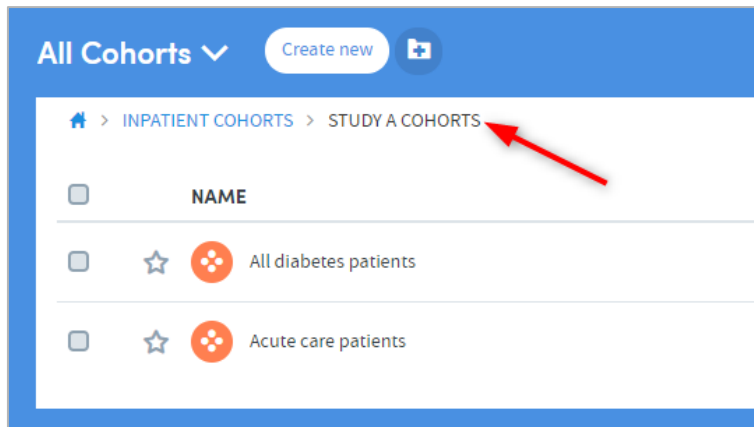 All Cohorts Create new
> INPATIENT COHORTS > STUDY A COHORTS
NAME
All diabetes patients
Acute care patients